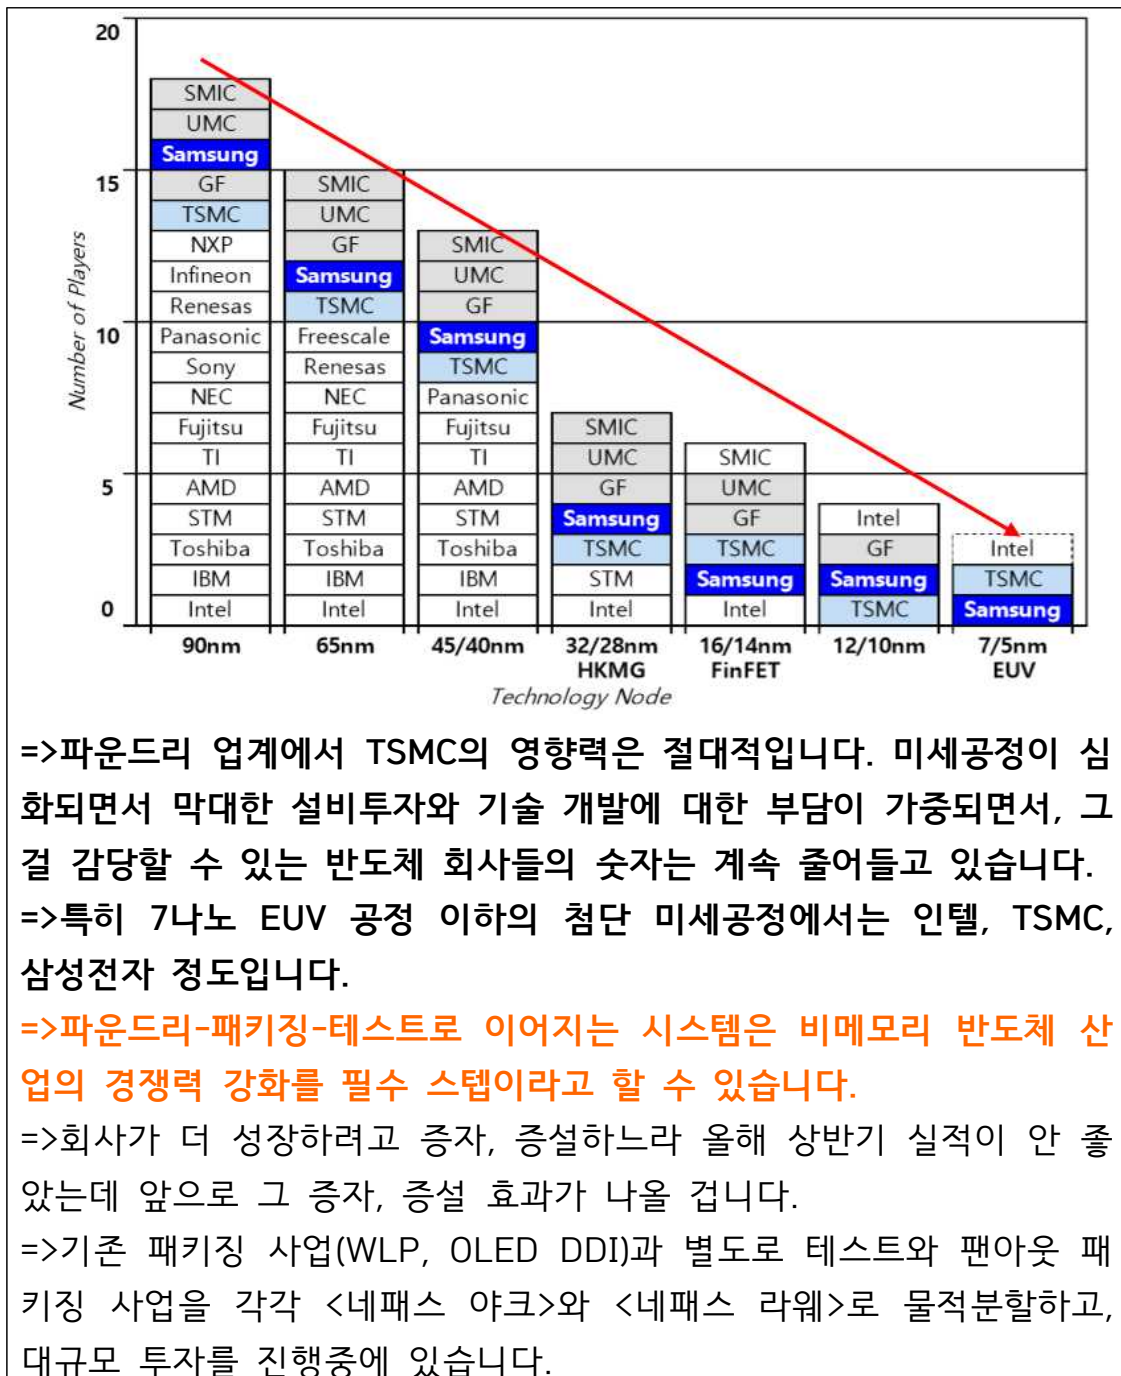 20
15
10
5
0
Number of Players
SMIC
UMC
Samsung
GF
TSMC
NXP
Infineon
Renesas
Panasonic
Sony
NEC
Fujitsu
TI
AMD
STM
Toshiba
IBM
Intel
90nm
SMIC
UMC
GF
Samsung
TSMC
Freescale
Renesas
NEC
Fujitsu
TI
AMD
STM
Toshiba
IBM
Intel
65nm
SMIC
UMC
GF
Samsung
TSMC
Panasonic
Fujitsu
TI
AMD
STM
Toshiba
IBM
Intel
45/40nm
SMIC
UMC
GF
Samsung
TSMC
STM
Intel
32/28nm
HKMG
SMIC
UMC
GF
TSMC
Samsung
Intel
16/14nm
FinFET
Intel
GF
Samsung
TSMC
12/10nm
Intel
TSMC
Samsung
7/5nm
EUV
Technology Node
=>파운드리 업계에서 TSMC의 영향력은 절대적입니다. 미세공정이 심
화되면서 막대한 설비투자와 기술 개발에 대한 부담이 가중되면서, 그
걸 감당할 수 있는 반도체 회사들의 숫자는 계속 줄어들고 있습니다.
=>특히 7나노 EUV 공정 이하의 첨단 미세공정에서는 인텔, TSMC,
삼성전자 정도입니다.
=>파운드리-패키징-테스트로 이어지는 시스템은 비메모리 반도체 산
업의 경쟁력 강화를 필수 스텝이라고 할 수 있습니다.
=>회사가 더 성장하려고 증자, 증설하느라 올해 상반기 실적이 안 좋
았는데 앞으로 그 증자, 증설 효과가 나올 겁니다.
=>기존 패키징 사업(WLP, OLED DDI)과 별도로 테스트와 팬아웃 패
키징 사업을 각각 <네패스 야크>와 <네패스 라웨>로 물적분할하고,
대규모 투자를 진행중에 있습니다.